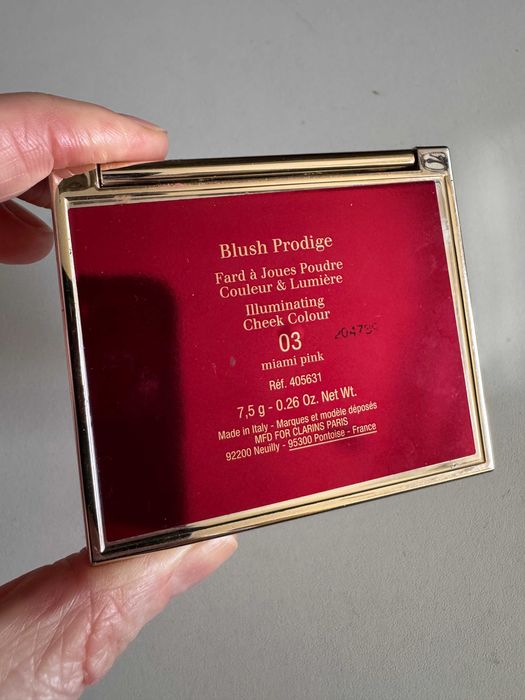 Blush Prodige
Fard à Joues Poudre
Couleur & Lumière
Illuminating
Cheek Colour
03
miami pink
Réf. 405631
7,5 g - 0.26 Oz. Net Wt.
Made in Italy - Marques et modèle déposés
MFD FOR CLARINS PARIS
92200 Neuilly - 95300 Pontoise - France